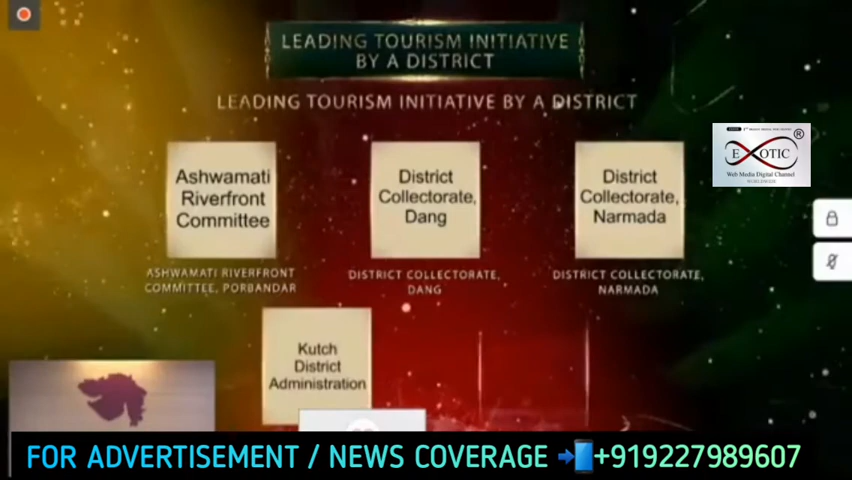 LEADING TOURISM INITIATIVE
BY A DISTRICT
LEADING TOURISM INITIATIVE BY A DISTRICT
Ashwamati
Riverfront
Committee
District
Collectorate,
Dang
District
Collectorate,
Narmada
EXOTIC
®
Web Media Digital Channel
ASHWAMATI RIVERFRONT
COMMITTEE, PORBANDAR
DISTRICT COLLECTORATE,
DANG
DISTRICT COLLECTORATE,
NARMADA
Kutch
District
Administration
FOR ADVERTISEMENT / NEWS COVERAGE +919227989607